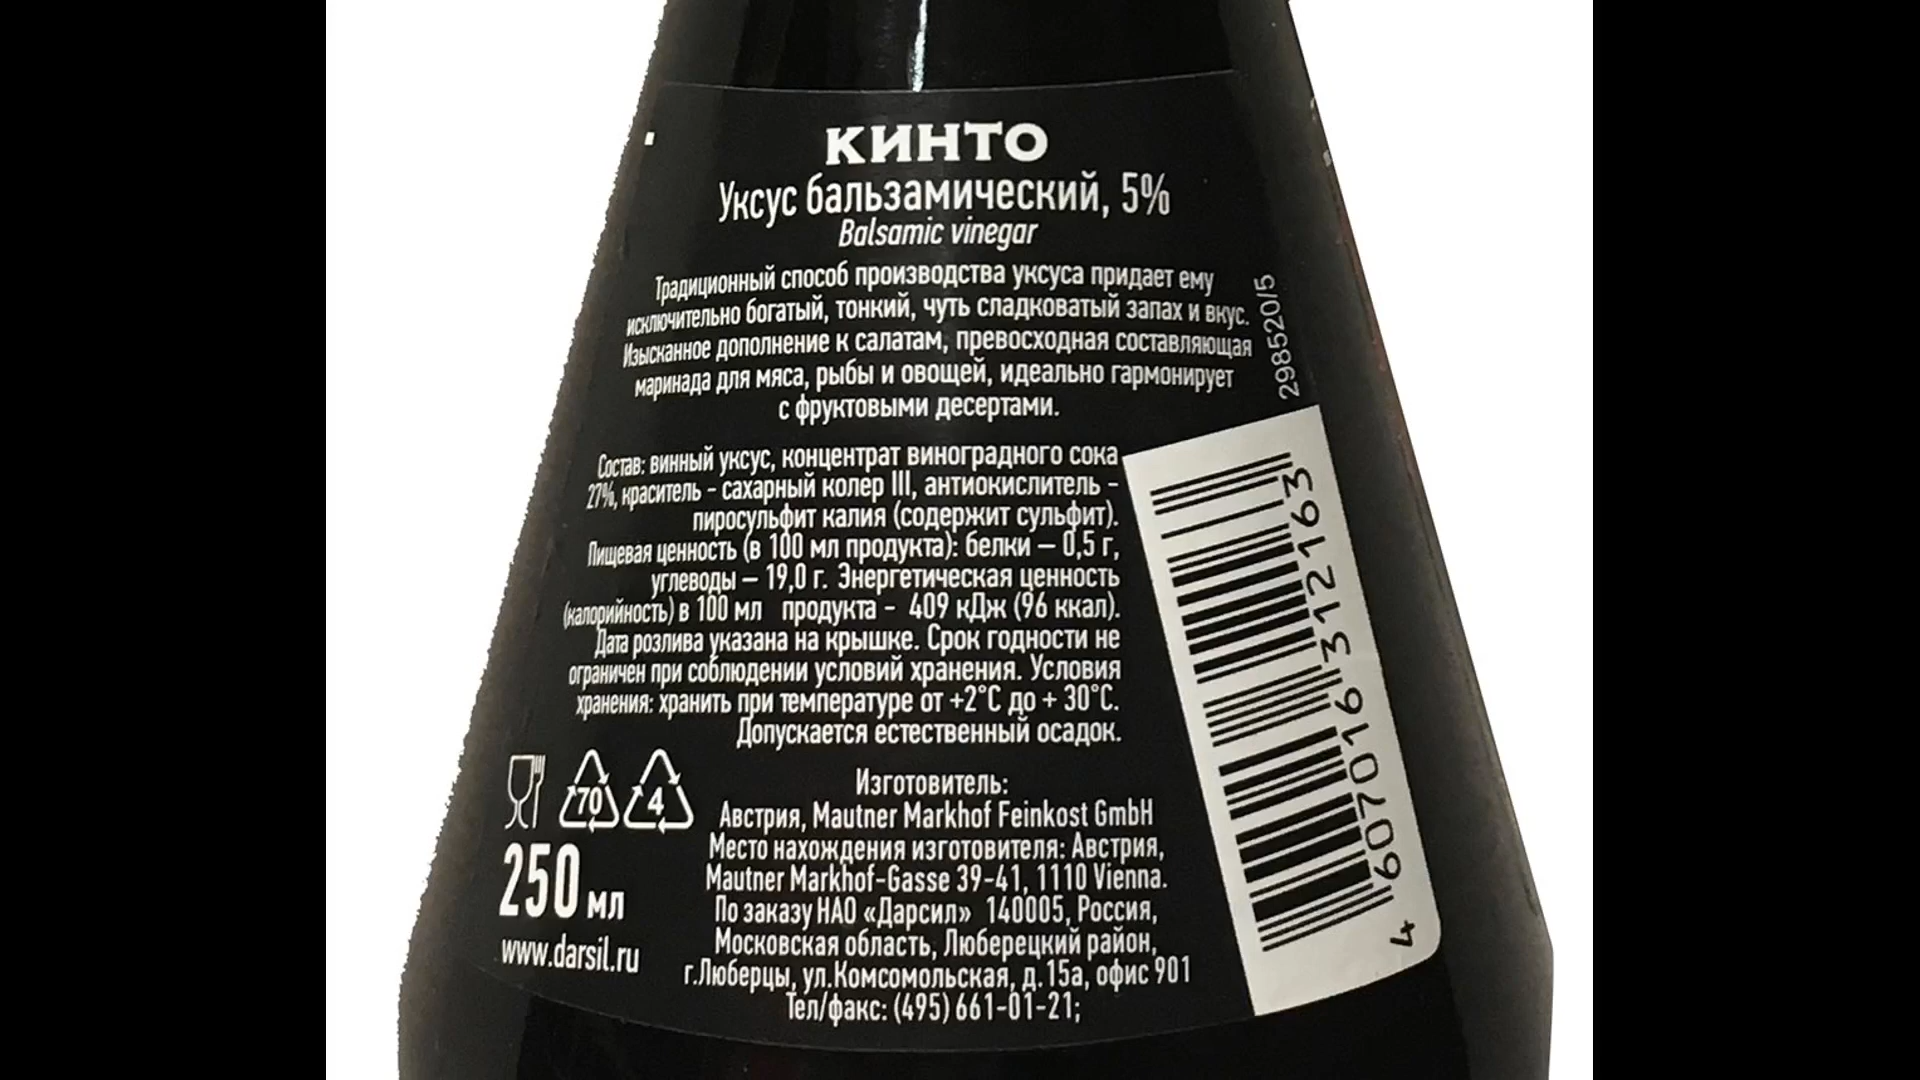 КИНТО
Уксус бальзамический, 5%
Balsamic vinegar
Традиционный способ производства уксуса придает ему
исключительно богатый, тонкий, чуть сладковатый запах и вкус.
Изысканное дополнение к салатам, превосходная составляющая
маринада для мяса, рыбы и овощей, идеально гармонирует
с фруктовыми десертами.
298520/5
Состав: винный уксус, концентрат виноградного сока
27%, краситель - сахарный колер III, антиокислитель -
пиросульфит калия (содержит сульфит).
Пищевая ценность (в 100 мл продукта): белки – 0,5 г,
углеводы – 19,0 г. Энергетическая ценность
(калорийность) в 100 мл продукта - 409 кДж (96 ккал).
Дата розлива указана на крышке. Срок годности не
ограничен при соблюдении условий хранения. Условия
хранения: хранить при температуре от +2°С до + 30°С.
Допускается естественный осадок.
4 607016 312163
70
4
250 мл
www.darsil.ru
Изготовитель:
Австрия, Mautner Markhof Feinkost GmbH
Место нахождения изготовителя: Австрия,
Mautner Markhof-Gasse 39-41, 1110 Vienna.
По заказу НАО «Дарсил» 140005, Россия,
Московская область, Люберецкий район,
г.Люберцы, ул.Комсомольская, д.15а, офис 901
Тел/факс: (495) 661-01-21;